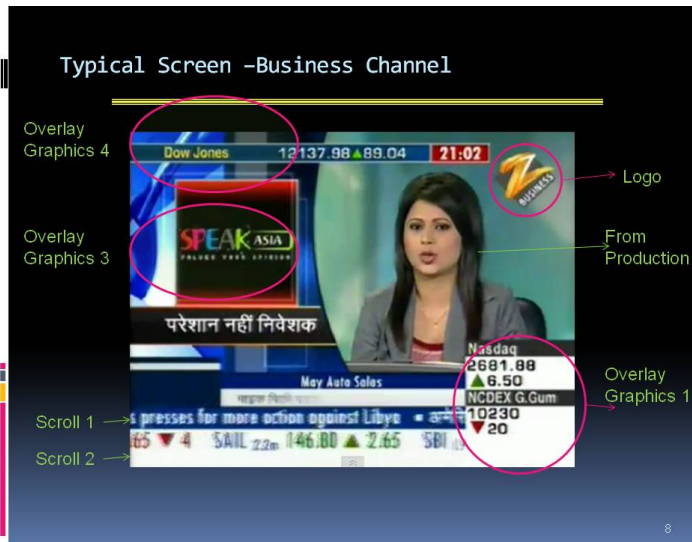 Typical Screen –Business Channel
Overlay
Graphics 4
Dow Jones 12137.98▲89.04 21:02
Z
BUSINESS
Logo
Overlay
Graphics 3
SPEAK ASIA
VALUES YOUR OPINION
From
Production
परेशान नहीं निवेशक
Nasdaq
2681.88
▲6.50
NCDEX G.Gum
10230
▼20
Overlay
Graphics 1
May Auto Sales
Scroll 1
s presses for more action against Libya
Scroll 2
65 ▼ 4 SAIL 2.2m 146.80 ▲ 2.65 SBI
8